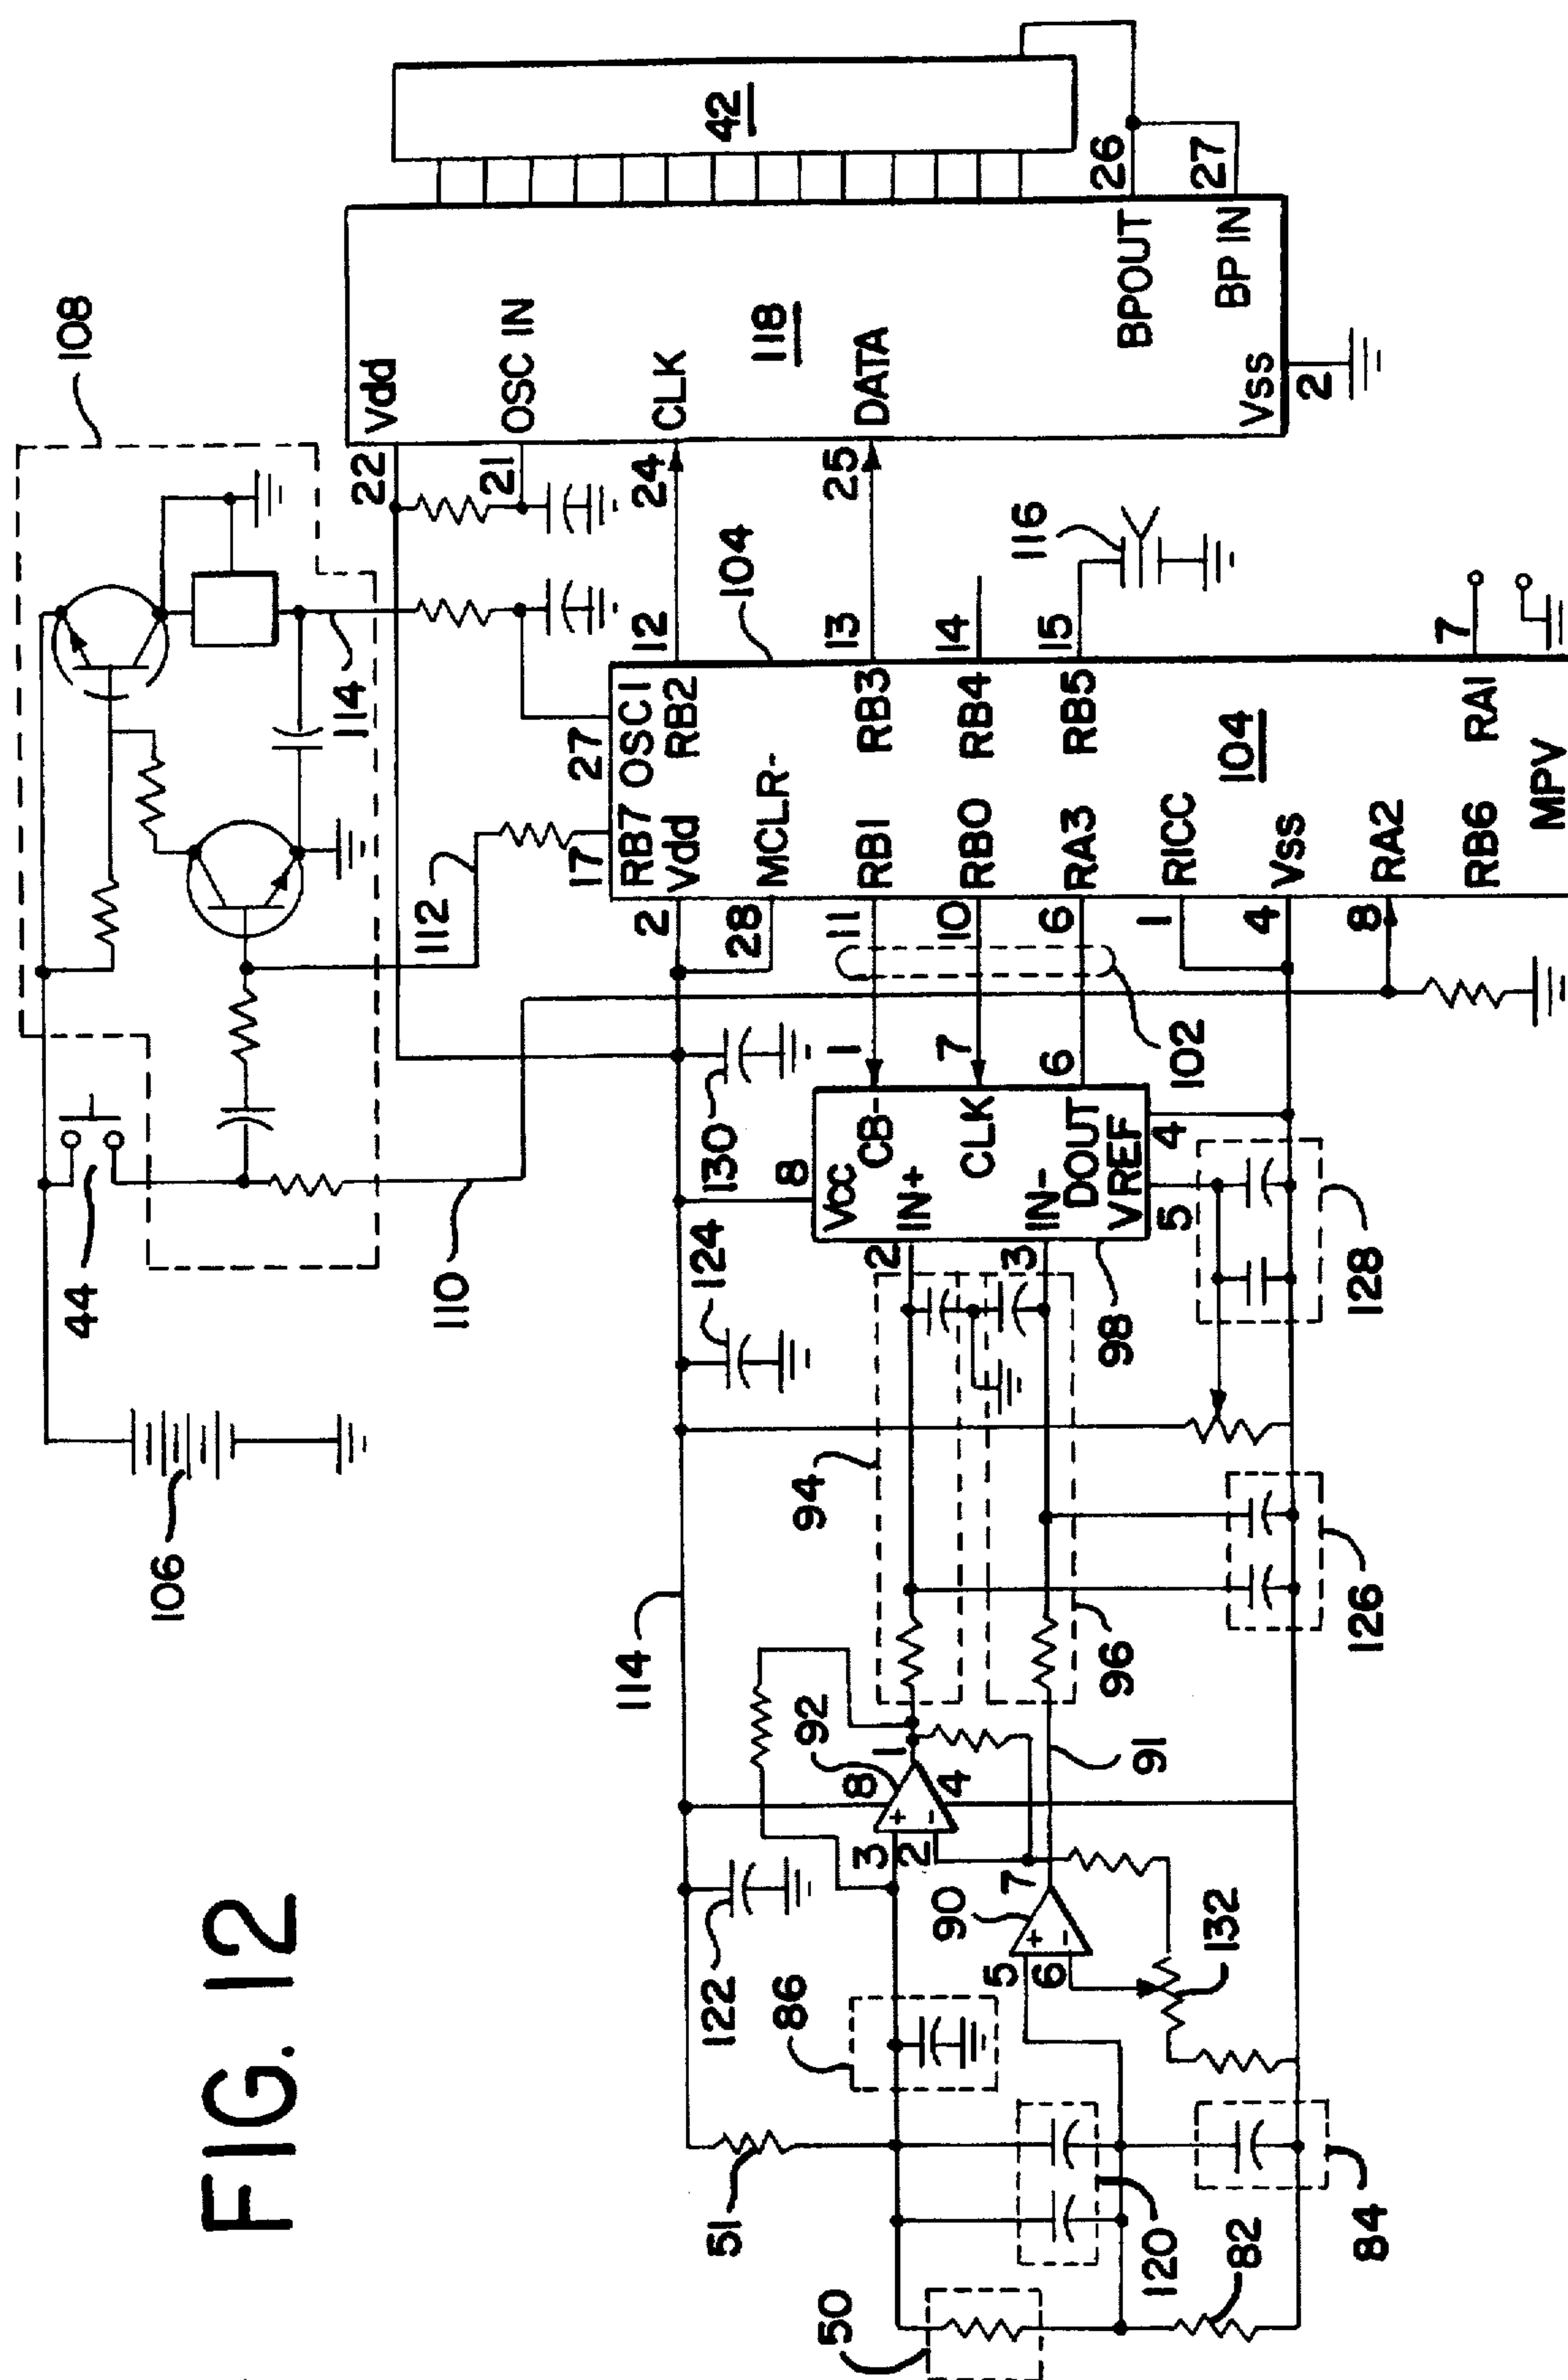 FIG. 12
108
42
Vdd
22
OSC IN
21
CLK
24
118
DATA
25
BPOUT
26
BP IN
27
Vss
2
44
106
110
112
114
116
104
17
27
RB7 OSC1
Vdd RB2
12
2
MCLR-
28
RB1
11
RB3
13
RB0
10
RB4
14
RA3
6
RB5
15
RICC
1
104
Vss
4
RA2
8
RA1
7
RB6
MPV
102
130
124
8
VCC
CB-
1
IN+
2
CLK
7
IN-
3
DOUT
6
VREF
5
4
98
128
94
96
126
114
92
8
1
3
2
4
91
90
7
5
6
132
122
86
51
120
84
82
50